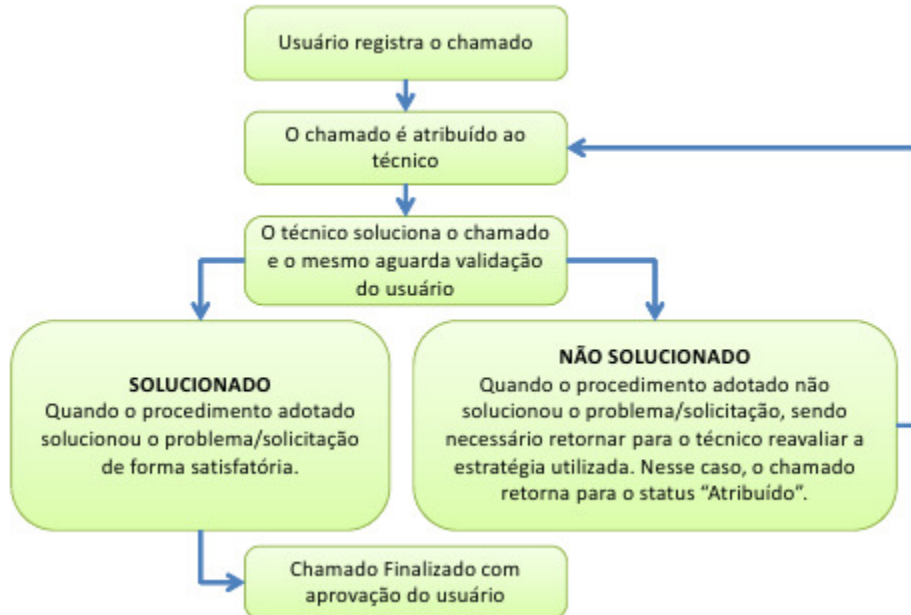 Usuário registra o chamado
O chamado é atribuído ao
técnico
O técnico soluciona o chamado
e o mesmo aguarda validação
do usuário
SOLUCIONADO
Quando o procedimento adotado
solucionou o problema/solicitação
de forma satisfatória.
NÃO SOLUCIONADO
Quando o procedimento adotado não
solucionou o problema/solicitação, sendo
necessário retornar para o técnico reavaliar a
estratégia utilizada. Nesse caso, o chamado
retorna para o status “Atribuído”.
Chamado Finalizado com
aprovação do usuário